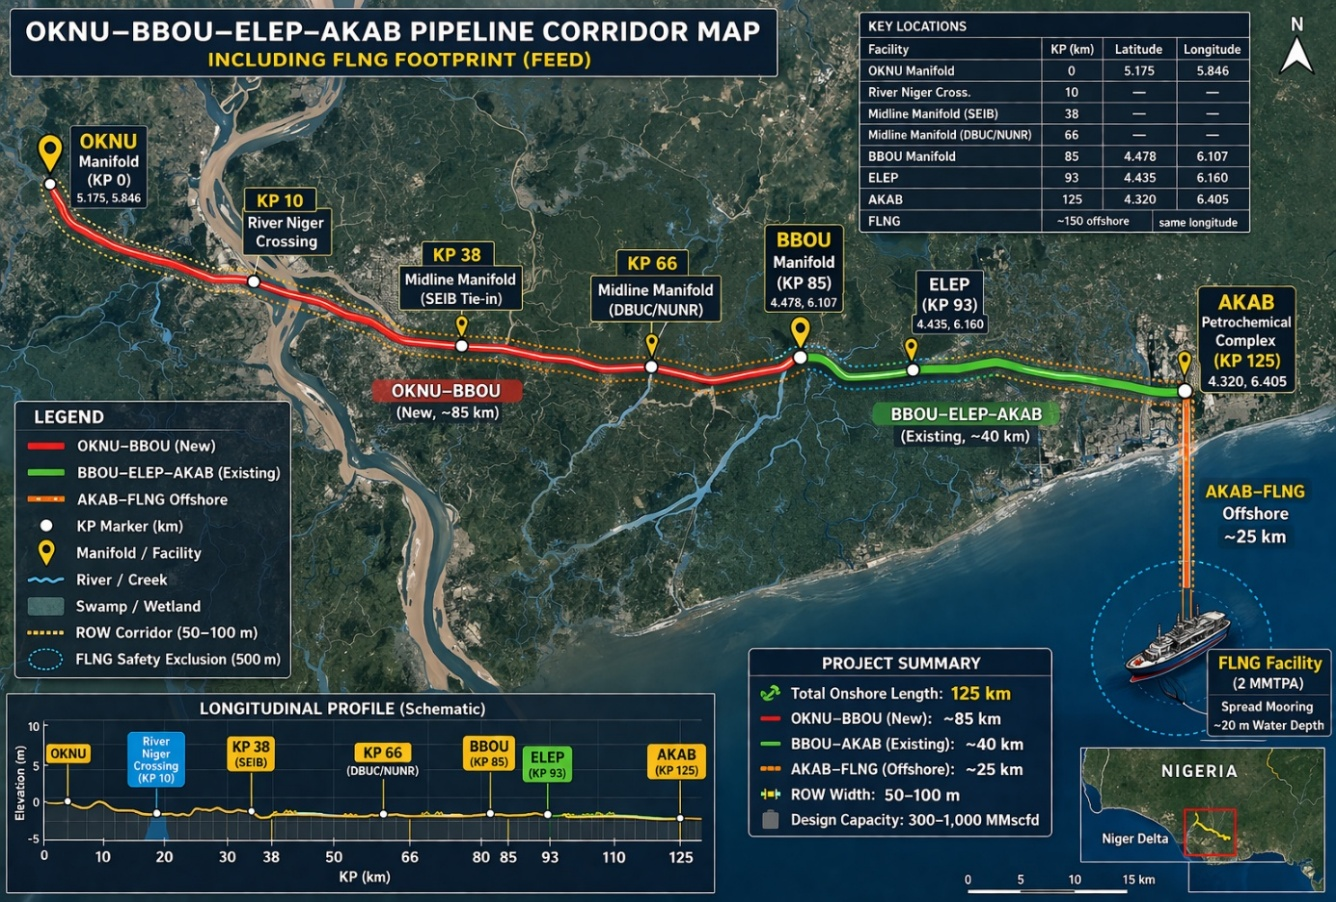 OKNU–BBOU–ELEP–AKAB PIPELINE CORRIDOR MAP
INCLUDING FLNG FOOTPRINT (FEED)
KEY LOCATIONS
Facility KP (km) Latitude Longitude
OKNU Manifold 0 5.175 5.846
River Niger Cross. 10 — —
Midline Manifold (SEIB) 38 — —
Midline Manifold (DBUC/NUNR) 66 — —
BBOU Manifold 85 4.478 6.107
ELEP 93 4.435 6.160
AKAB 125 4.320 6.405
FLNG ~150 offshore same longitude
N
OKNU
Manifold
(KP 0)
5.175, 5.846
KP 10
River Niger
Crossing
KP 38
Midline Manifold
(SEIB Tie-in)
KP 66
Midline Manifold
(DBUC/NUNR)
BBOU
Manifold
(KP 85)
4.478, 6.107
ELEP
(KP 93)
4.435, 6.160
AKAB
Petrochemical
Complex
(KP 125)
4.320, 6.405
OKNU–BBOU
(New, ~85 km)
BBOU–ELEP–AKAB
(Existing, ~40 km)
AKAB–FLNG
Offshore
~25 km
LEGEND
OKNU–BBOU (New)
BBOU–ELEP–AKAB (Existing)
AKAB–FLNG Offshore
KP Marker (km)
Manifold / Facility
River / Creek
Swamp / Wetland
ROW Corridor (50–100 m)
FLNG Safety Exclusion (500 m)
FLNG Facility
(2 MMTPA)
Spread Mooring
~20 m Water Depth
PROJECT SUMMARY
Total Onshore Length: 125 km
OKNU–BBOU (New): ~85 km
BBOU–AKAB (Existing): ~40 km
AKAB–FLNG (Offshore): ~25 km
ROW Width: 50–100 m
Design Capacity: 300–1,000 MMscfd
LONGITUDINAL PROFILE (Schematic)
Elevation (m)
10
5
0
-5
OKNU
River
Niger
Crossing
(KP 10)
KP 38
(SEIB)
KP 66
(DBUC/NUNR)
BBOU
(KP 85)
ELEP
(KP 93)
AKAB
(KP 125)
0 10 20 30 38 50 66 80 85 93 110 125
KP (km)
NIGERIA
Niger Delta
0 5 10 15 km